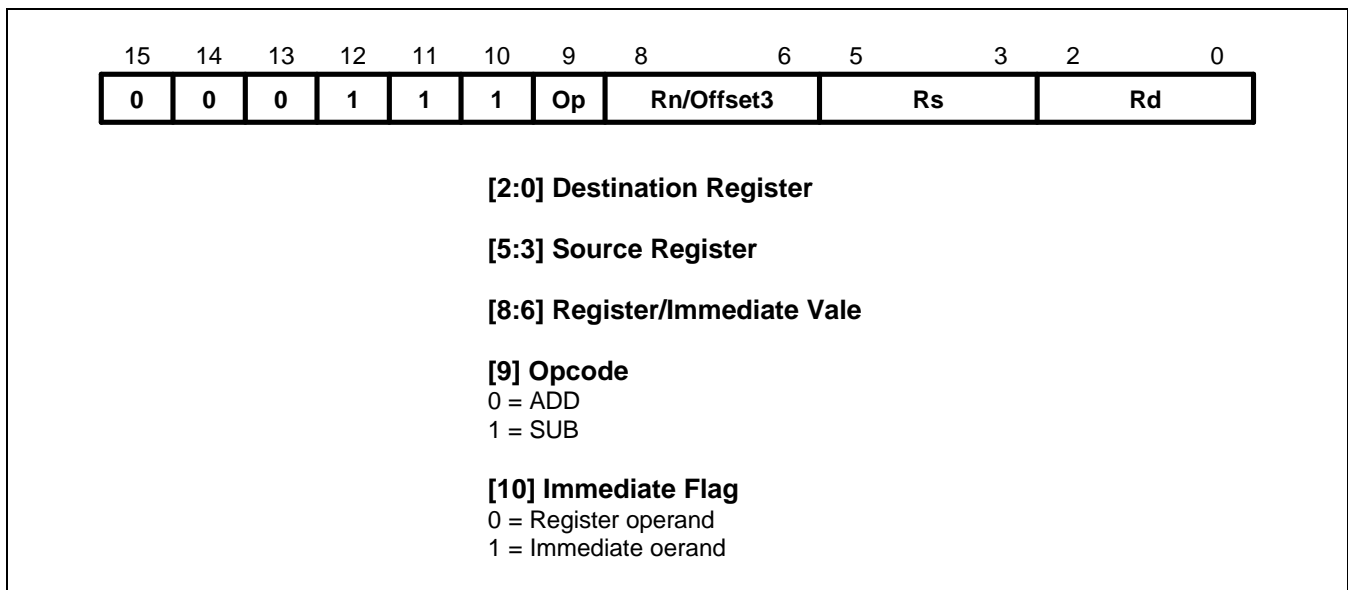 15 14 13 12 11 10 9 8 6 5 3 2 0
0 0 0 1 1 1 Op Rn/Offset3 Rs Rd
[2:0] Destination Register
[5:3] Source Register
[8:6] Register/Immediate Vale
[9] Opcode
0 = ADD
1 = SUB
[10] Immediate Flag
0 = Register operand
1 = Immediate oerand